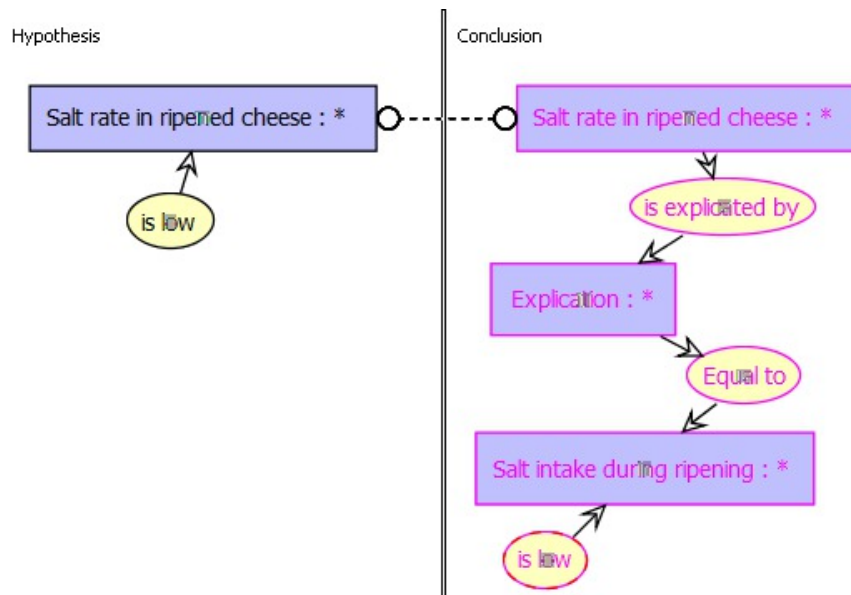 Hypothesis
Conclusion
Salt rate in ripened cheese : *
is low
Salt rate in ripened cheese : *
is explicated by
Explication : *
Equal to
Salt intake during ripening : *
is low